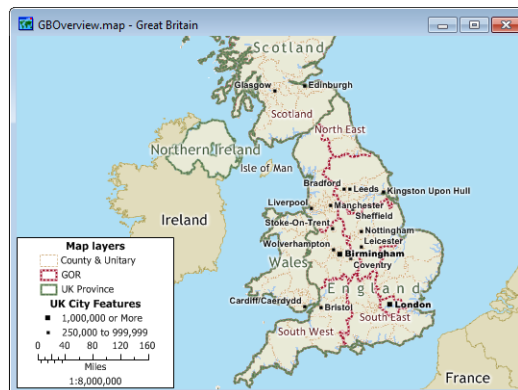 GBOverview.map - Great Britain
Scotland
Glasgow
Edinburgh
Scotland
North East
Northern Ireland
Isle of Man
Bradford
Leeds
Kingston Upon Hull
Liverpool
Manchester
Sheffield
Ireland
Stoke-On-Trent
Nottingham
Wolverhampton
Leicester
Birmingham
Wales
Coventry
England
Cardiff/Caerdydd
Bristol
London
South East
South West
France
Map layers
County & Unitary
GOR
UK Province
UK City Features
1,000,000 or More
250,000 to 999,999
0 40 80 120 160
Miles
1:8,000,000